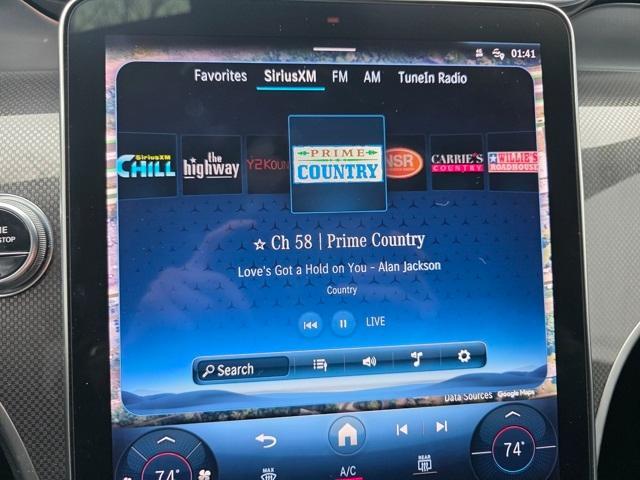 01:41
Favorites SiriusXM FM AM TuneIn Radio
SiriusXM CHILL
the highway
Y2KOUN
PRIME COUNTRY
NSR
CARRIE'S COUNTRY
WILLIE'S ROADHOUSE
Ch 58 | Prime Country
Love's Got a Hold on You - Alan Jackson
Country
LIVE
Search
Data Sources Google Maps
74° 74°
MAX A/C REAR
STOP